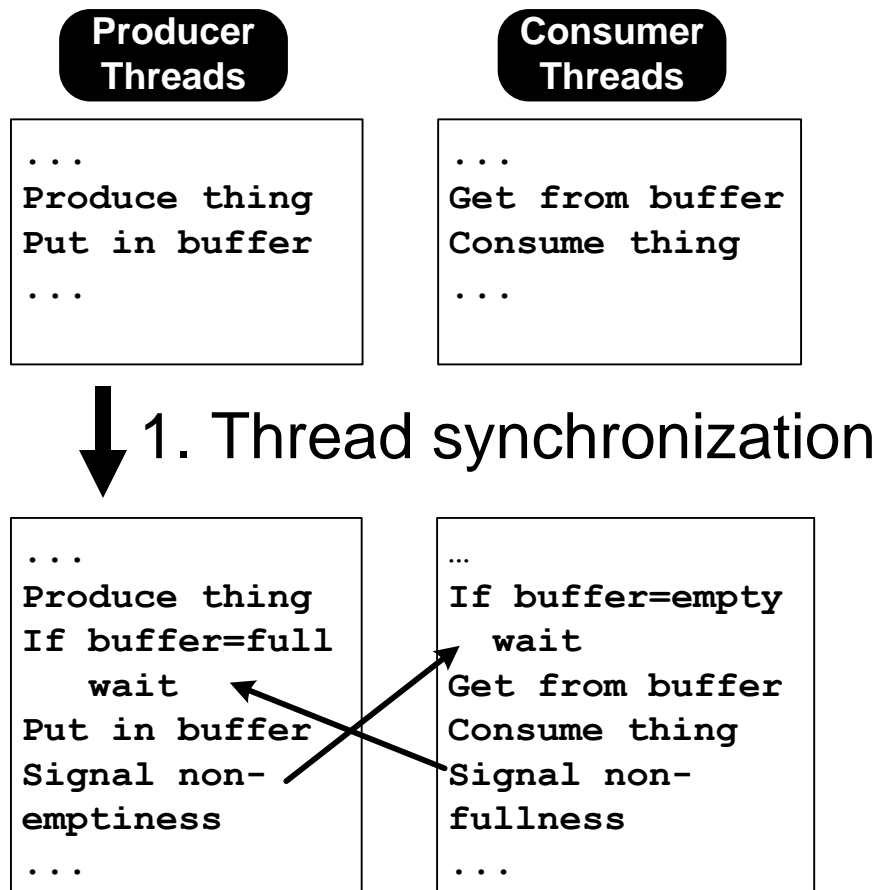 Producer
Threads
Consumer
Threads
...
Produce thing
Put in buffer
...
...
Get from buffer
Consume thing
...
1. Thread synchronization
...
Produce thing
If buffer=full
wait
Put in buffer
Signal non-
emptiness
...
…
If buffer=empty
wait
Get from buffer
Consume thing
Signal non-
fullness
...